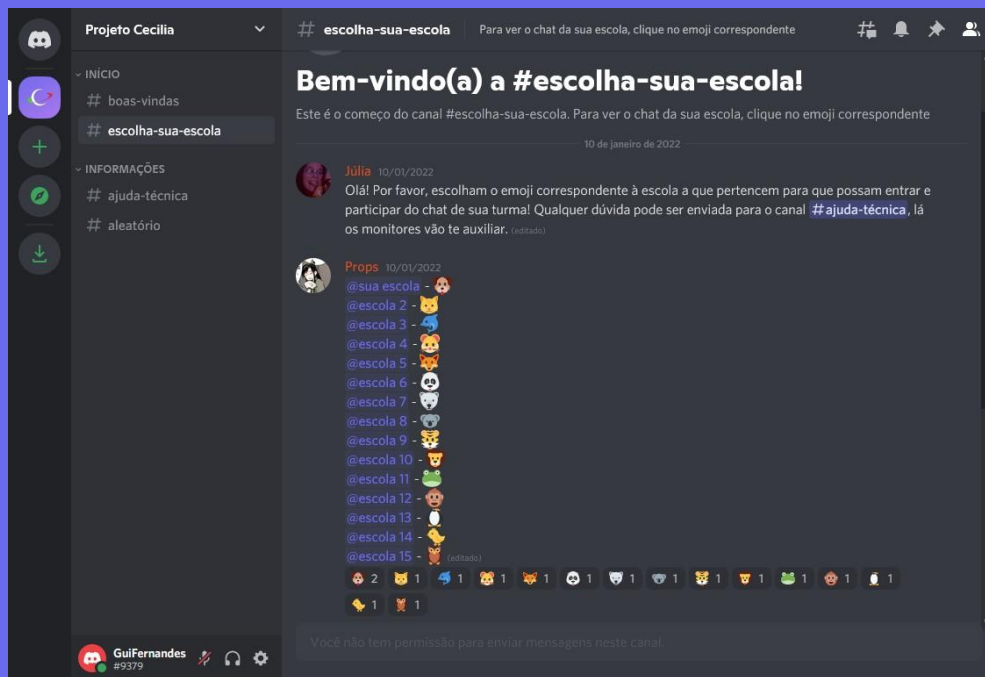 Projeto Cecilia
INÍCIO
# boas-vindas
# escolha-sua-escola
INFORMAÇÕES
# ajuda-técnica
# aleatório
GuiFernandes
#9379
# escolha-sua-escola
Para ver o chat da sua escola, clique no emoji correspondente
Bem-vindo(a) a #escolha-sua-escola!
Este é o começo do canal #escolha-sua-escola. Para ver o chat da sua escola, clique no emoji correspondente
10 de janeiro de 2022
Júlia 10/01/2022
Olá! Por favor, escolham o emoji correspondente à escola a que pertencem para que possam entrar e
participar do chat de sua turma! Qualquer dúvida pode ser enviada para o canal #ajuda-técnica, lá
os monitores vão te auxiliar. (editado)
Props 10/01/2022
@sua escola - 🐶
@escola 2 - 🐱
@escola 3 - 🐬
@escola 4 - 🐹
@escola 5 - 🦊
@escola 6 - 🐼
@escola 7 - 🐻‍❄️
@escola 8 - 🐨
@escola 9 - 🐯
@escola 10 - 🦁
@escola 11 - 🐸
@escola 12 - 🐵
@escola 13 - 🐧
@escola 14 - 🐤
@escola 15 - 🦉 (editado)
🐶 2 🐱 1 🐬 1 🐹 1 🦊 1 🐼 1 🐻‍❄️ 1 🐨 1 🐯 1 🦁 1 🐸 1 🐵 1 🐧 1
🐤 1 🦉 1
Você não tem permissão para enviar mensagens neste canal.